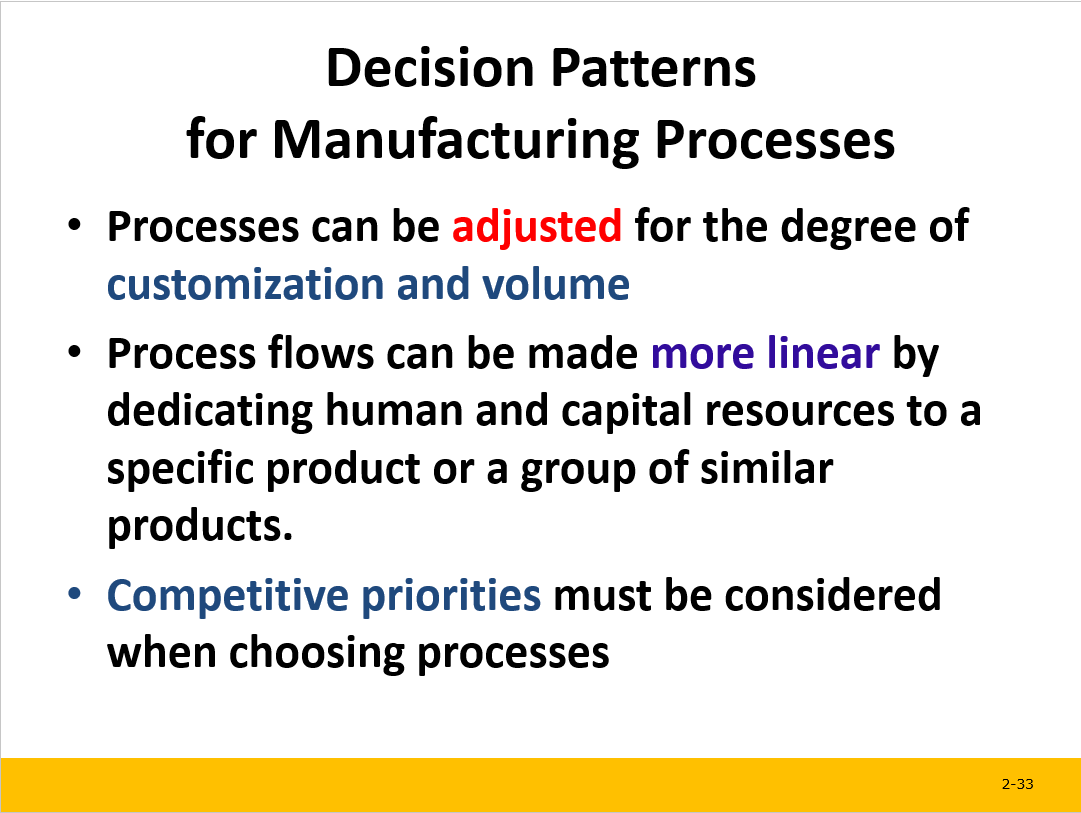 Decision Patterns
for Manufacturing Processes
• Processes can be adjusted for the degree of
customization and volume
• Process flows can be made more linear by
dedicating human and capital resources to a
specific product or a group of similar
products.
• Competitive priorities must be considered
when choosing processes
2-33